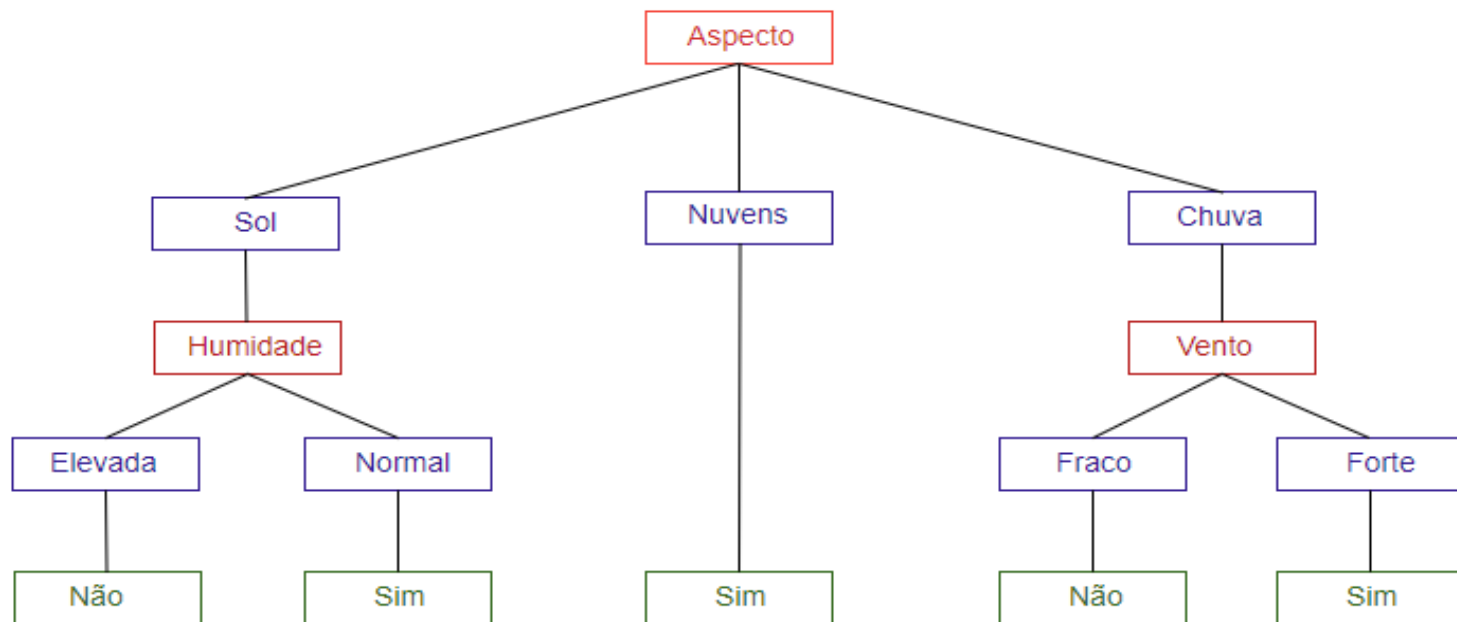 Aspecto
Sol
Nuvens
Chuva
Humidade
Vento
Elevada
Normal
Fraco
Forte
Não
Sim
Sim
Não
Sim